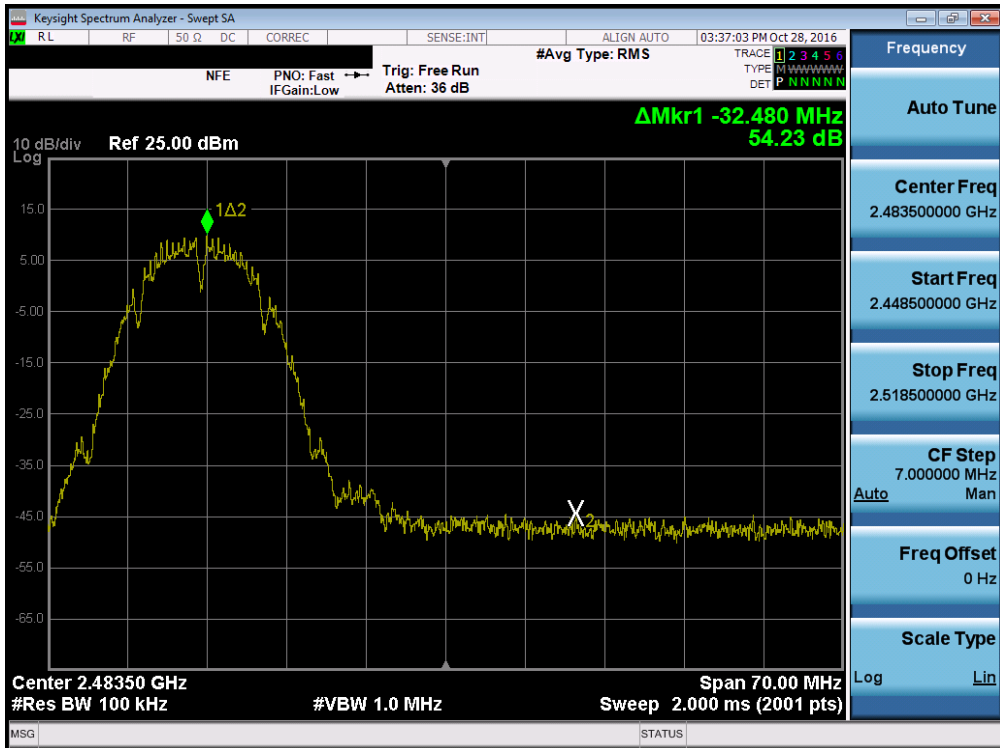 Keysight Spectrum Analyzer - Swept SA
LXI RL RF 50 Ω DC CORREC SENSE:INT ALIGN AUTO 03:37:03 PM Oct 28, 2016
NFE PNO: Fast IFGain:Low
Trig: Free Run
Atten: 36 dB
#Avg Type: RMS
TRACE 1 2 3 4 5 6
TYPE M W W W W W
DET P N N N N N
ΔMkr1 -32.480 MHz
54.23 dB
10 dB/div Ref 25.00 dBm
Log
15.0
5.00
-5.00
-15.0
-25.0
-35.0
-45.0
-55.0
-65.0
1Δ2
X2
Center 2.48350 GHz Span 70.00 MHz
#Res BW 100 kHz #VBW 1.0 MHz Sweep 2.000 ms (2001 pts)
MSG STATUS
Frequency
Auto Tune
Center Freq
2.483500000 GHz
Start Freq
2.448500000 GHz
Stop Freq
2.518500000 GHz
CF Step
7.000000 MHz
Auto Man
Freq Offset
0 Hz
Scale Type
Log Lin